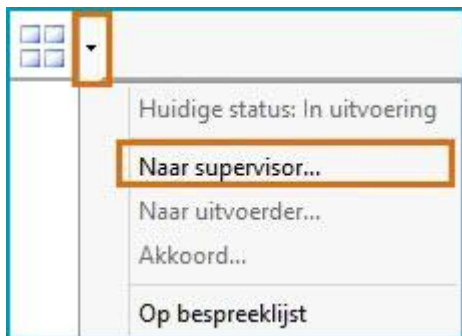 Huidige status: In uitvoering
Naar supervisor...
Naar uitvoerder...
Akkoord...
Op bespreeklijst